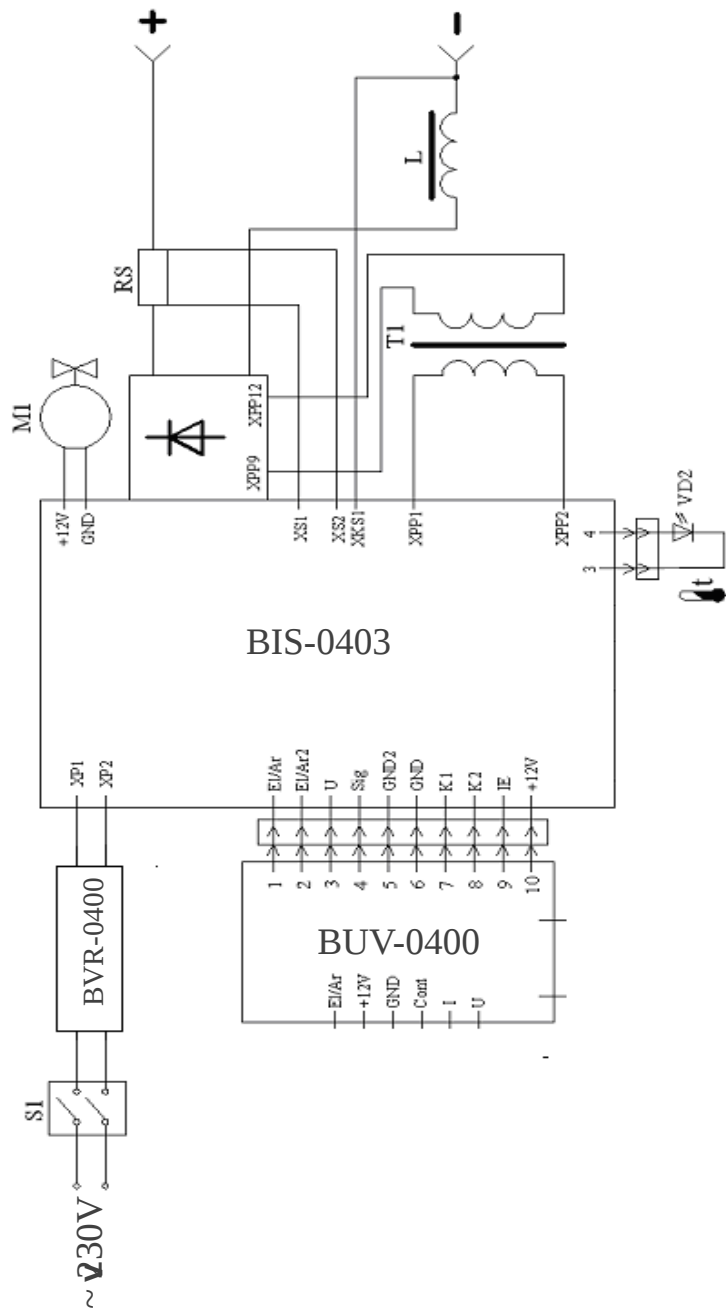 +
-
L
RS
M1
T1
XPP12
XPP9
+12V
GND
XS1
XS2
XKS1
XPP1
XPP2
4
3
VD2
t
BIS-0403
XP1
XP2
El/Ar
El/Ar2
U
Sig
GND2
GND
K1
K2
IE
+12V
1
2
3
4
5
6
7
8
9
10
BVR-0400
BUV-0400
El/Ar
+12V
GND
Cont
I
U
S1
~ 230V